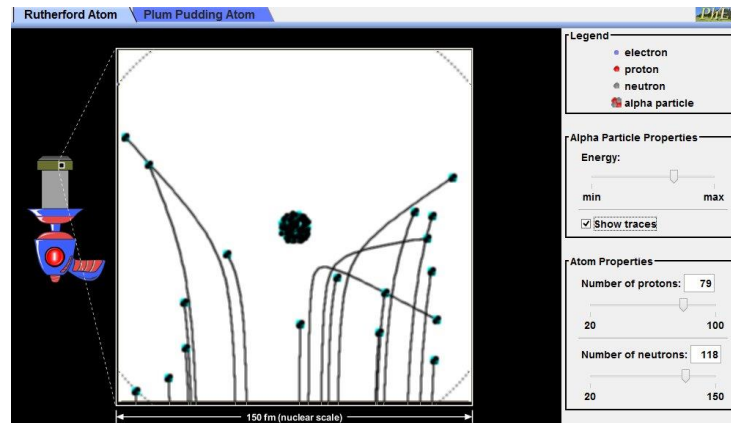 Rutherford Atom
Plum Pudding Atom
PhET
Legend
electron
proton
neutron
alpha particle
Alpha Particle Properties
Energy:
min max
Show traces
Atom Properties
Number of protons: 79
20 100
Number of neutrons: 118
20 150
150 fm (nuclear scale)